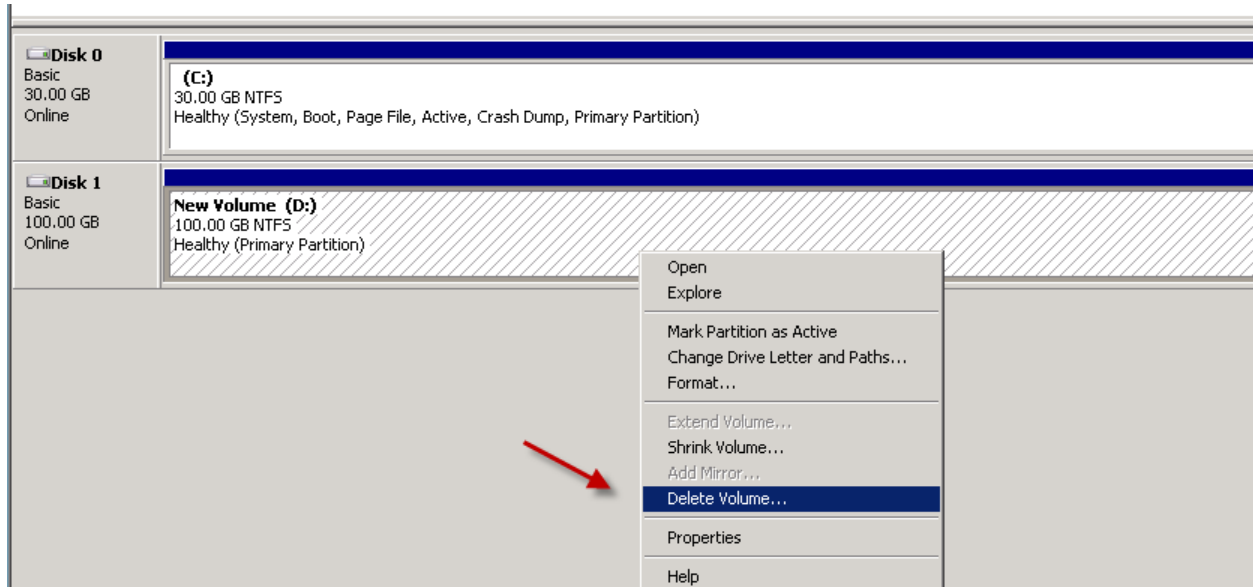 Disk 0
Basic
30.00 GB
Online
(C:)
30.00 GB NTFS
Healthy (System, Boot, Page File, Active, Crash Dump, Primary Partition)
Disk 1
Basic
100.00 GB
Online
New Volume (D:)
100.00 GB NTFS
Healthy (Primary Partition)
Open
Explore
Mark Partition as Active
Change Drive Letter and Paths...
Format...
Extend Volume...
Shrink Volume...
Add Mirror...
Delete Volume...
Properties
Help